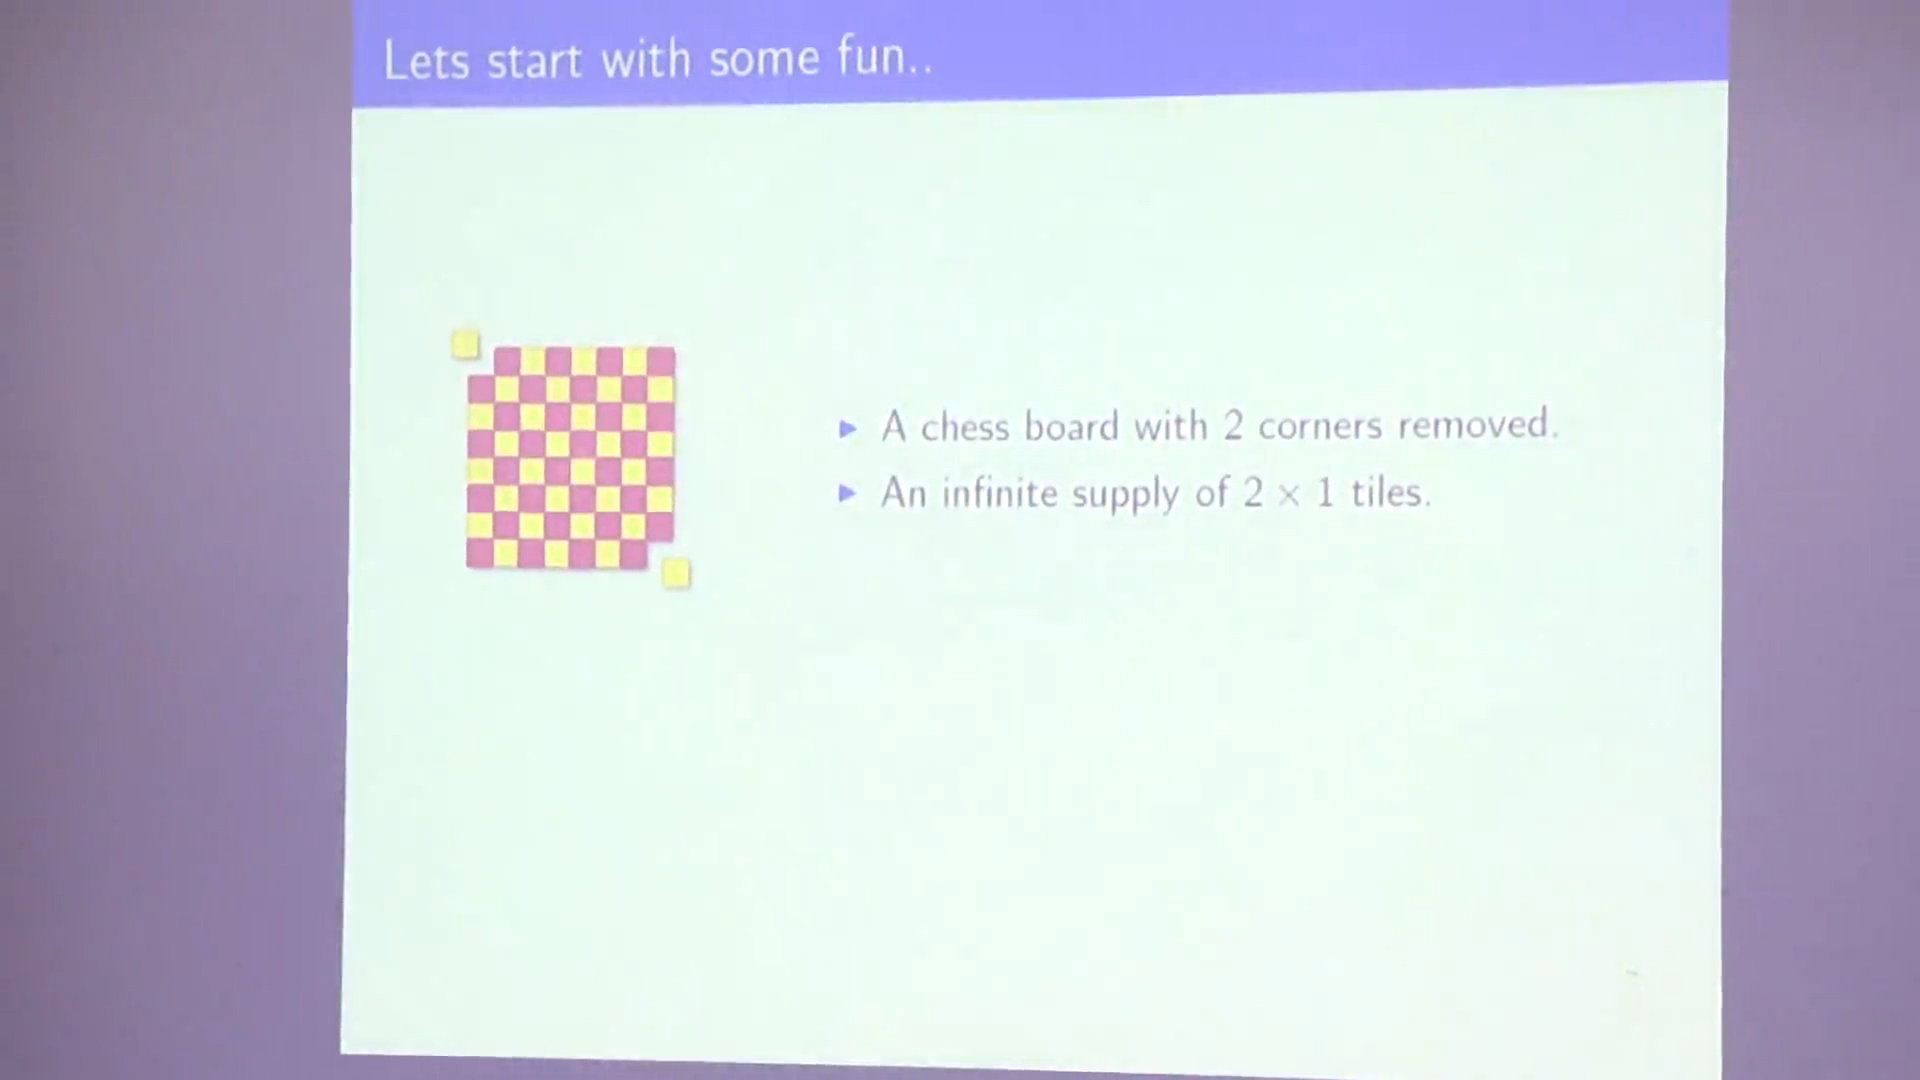 Lets start with some fun..
A chess board with 2 corners removed.
An infinite supply of 2 × 1 tiles.